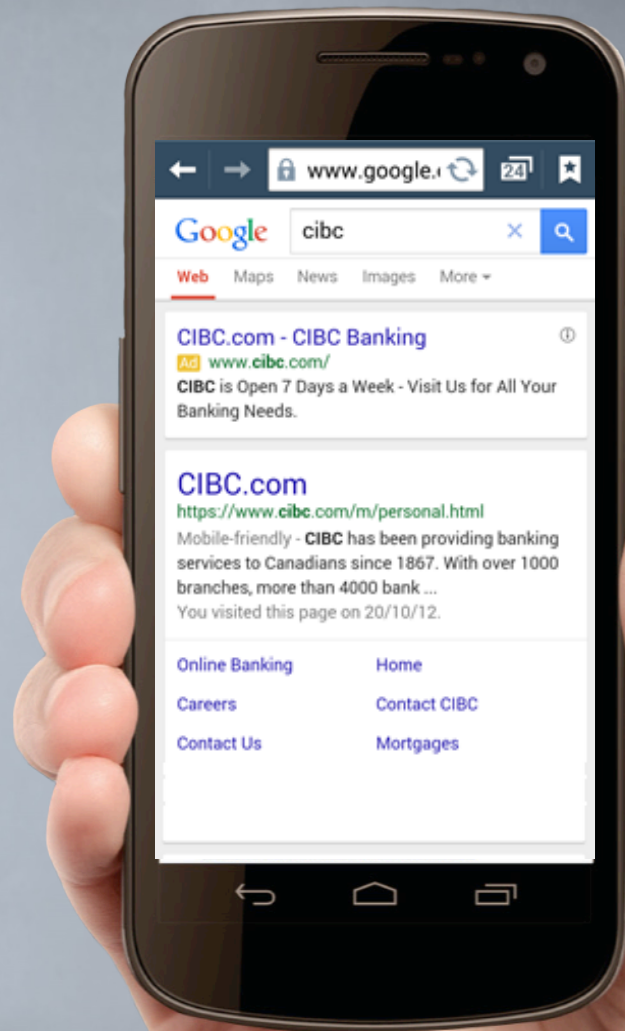 www.google.
24
Google cibc
Web Maps News Images More
CIBC.com - CIBC Banking
Ad www.cibc.com/
CIBC is Open 7 Days a Week - Visit Us for All Your
Banking Needs.
CIBC.com
https://www.cibc.com/m/personal.html
Mobile-friendly - CIBC has been providing banking
services to Canadians since 1867. With over 1000
branches, more than 4000 bank ...
You visited this page on 20/10/12.
Online Banking Home
Careers Contact CIBC
Contact Us Mortgages